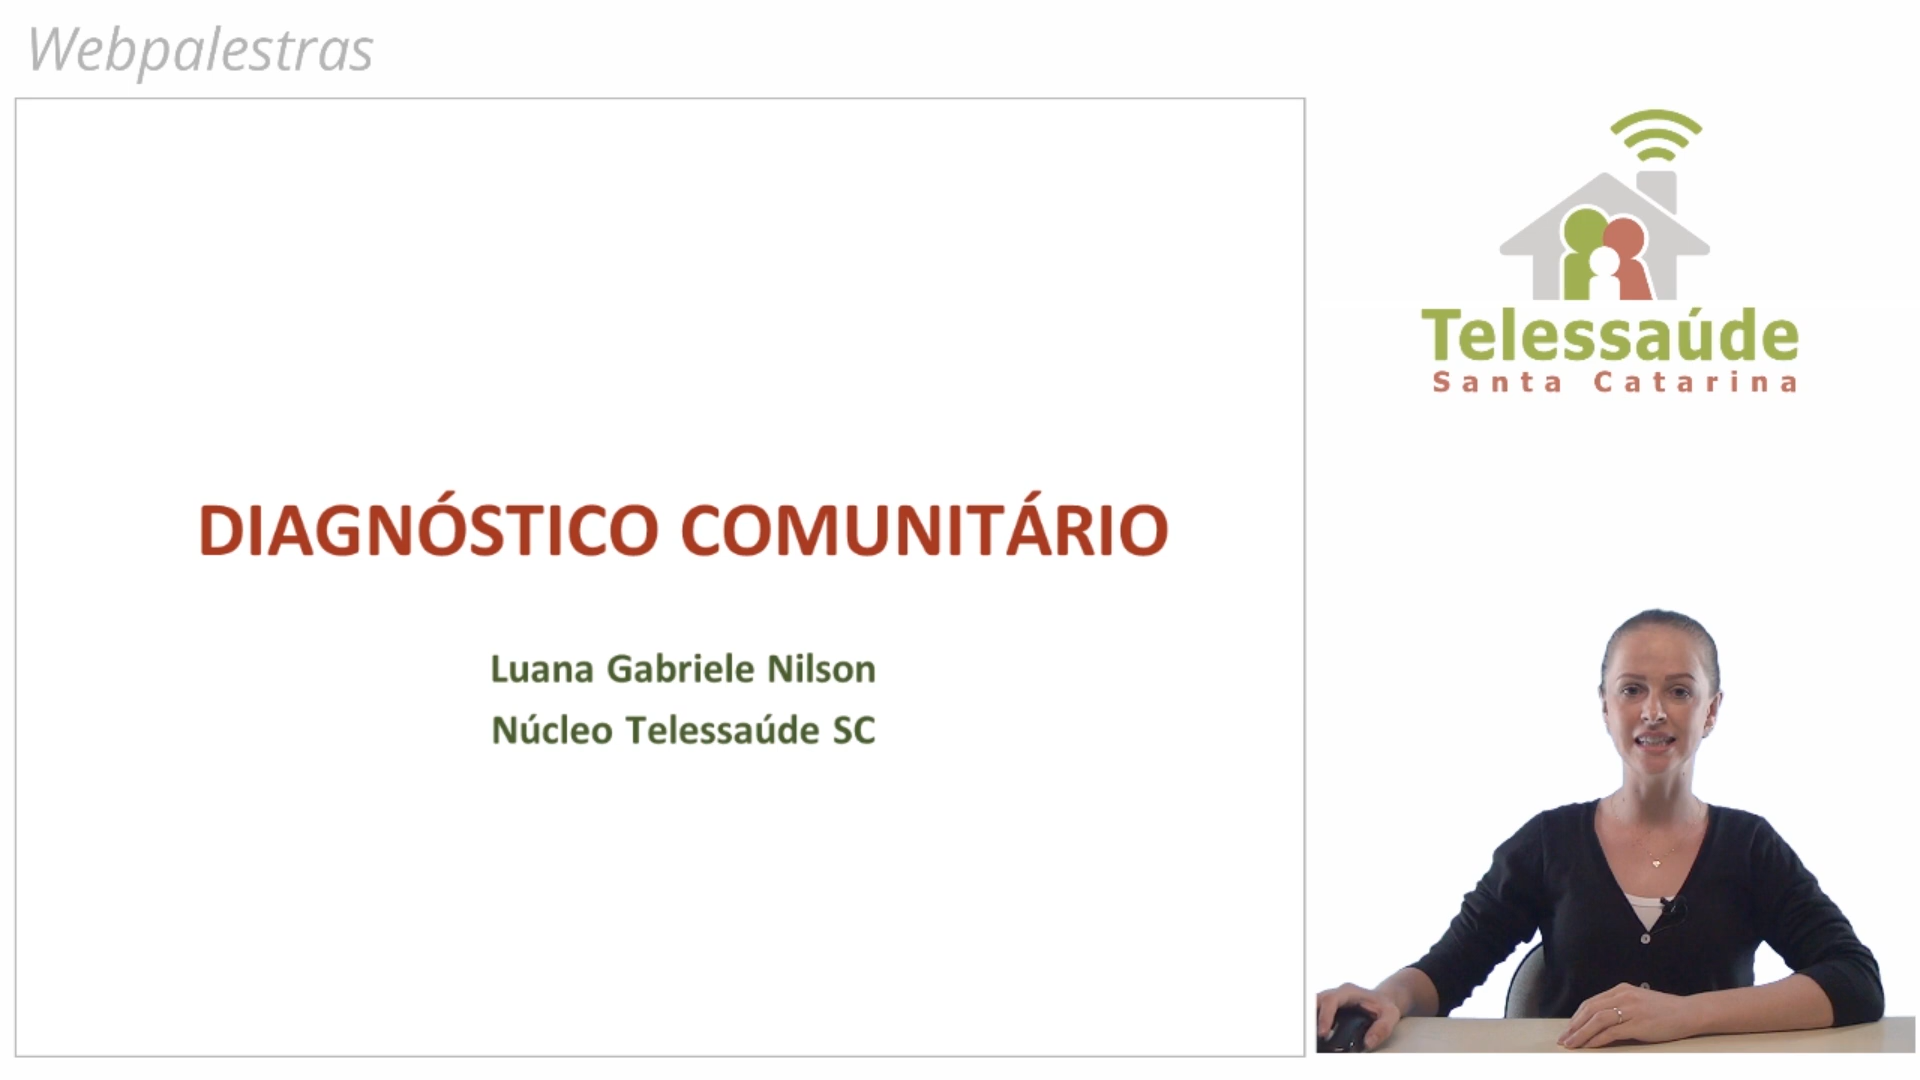 Webpalestras
DIAGNÓSTICO COMUNITÁRIO
Luana Gabriele Nilson
Núcleo Telessaúde SC
Telessaúde
Santa Catarina